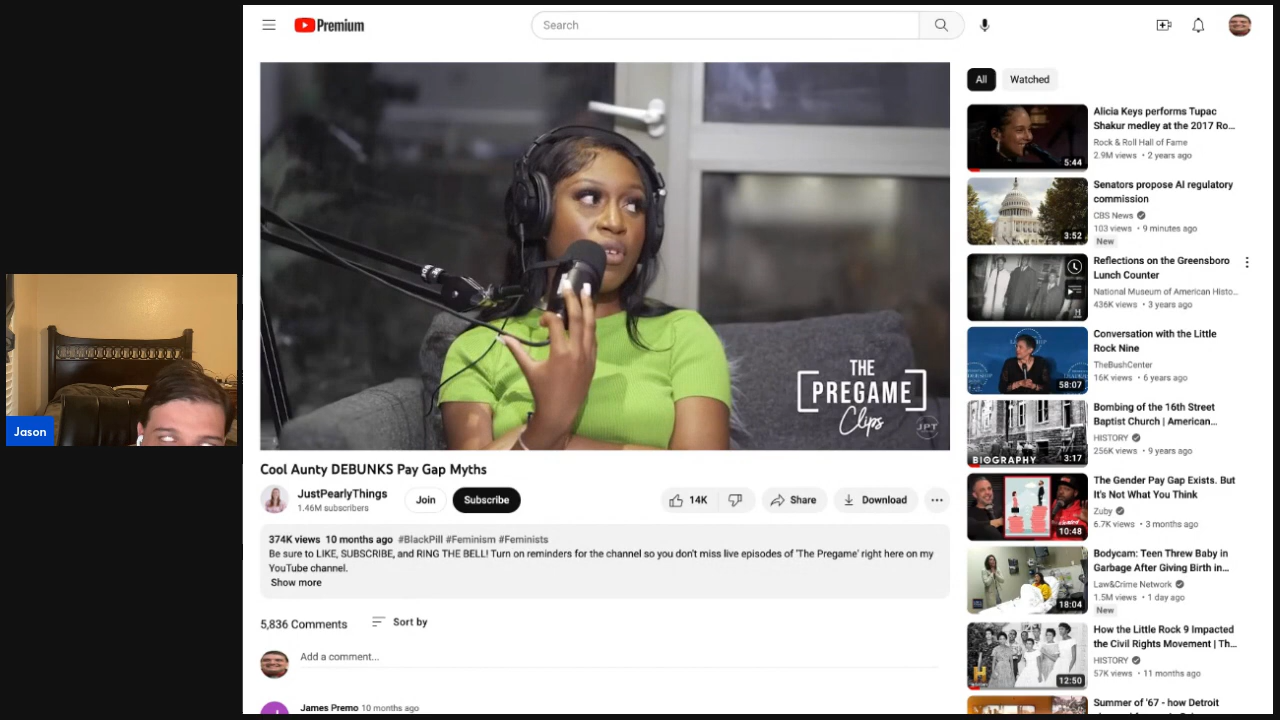 Premium
Search
All
Watched
THE
PREGAME
Clips
JPT
Cool Aunty DEBUNKS Pay Gap Myths
JustPearlyThings
1.46M subscribers
Join
Subscribe
14K
Share
Download
374K views 10 months ago #BlackPill #Feminism #Feminists
Be sure to LIKE, SUBSCRIBE, and RING THE BELL! Turn on reminders for the channel so you don't miss live episodes of 'The Pregame' right here on my
YouTube channel.
Show more
5,836 Comments
Sort by
Add a comment...
James Premo 10 months ago
Jason
Alicia Keys performs Tupac
Shakur medley at the 2017 Ro...
Rock & Roll Hall of Fame
2.9M views • 2 years ago
5:44
Senators propose AI regulatory
commission
CBS News
103 views • 9 minutes ago
New
3:52
Reflections on the Greensboro
Lunch Counter
National Museum of American Histo...
436K views • 3 years ago
Conversation with the Little
Rock Nine
TheBushCenter
16K views • 6 years ago
58:07
Bombing of the 16th Street
Baptist Church | American...
HISTORY
256K views • 9 years ago
BIOGRAPHY
3:17
The Gender Pay Gap Exists. But
It's Not What You Think
Zuby
6.7K views • 3 months ago
10:48
Bodycam: Teen Threw Baby in
Garbage After Giving Birth in...
Law&Crime Network
1.5M views • 1 day ago
New
18:04
How the Little Rock 9 Impacted
the Civil Rights Movement | Th...
HISTORY
57K views • 11 months ago
12:50
Summer of '67 - how Detroit